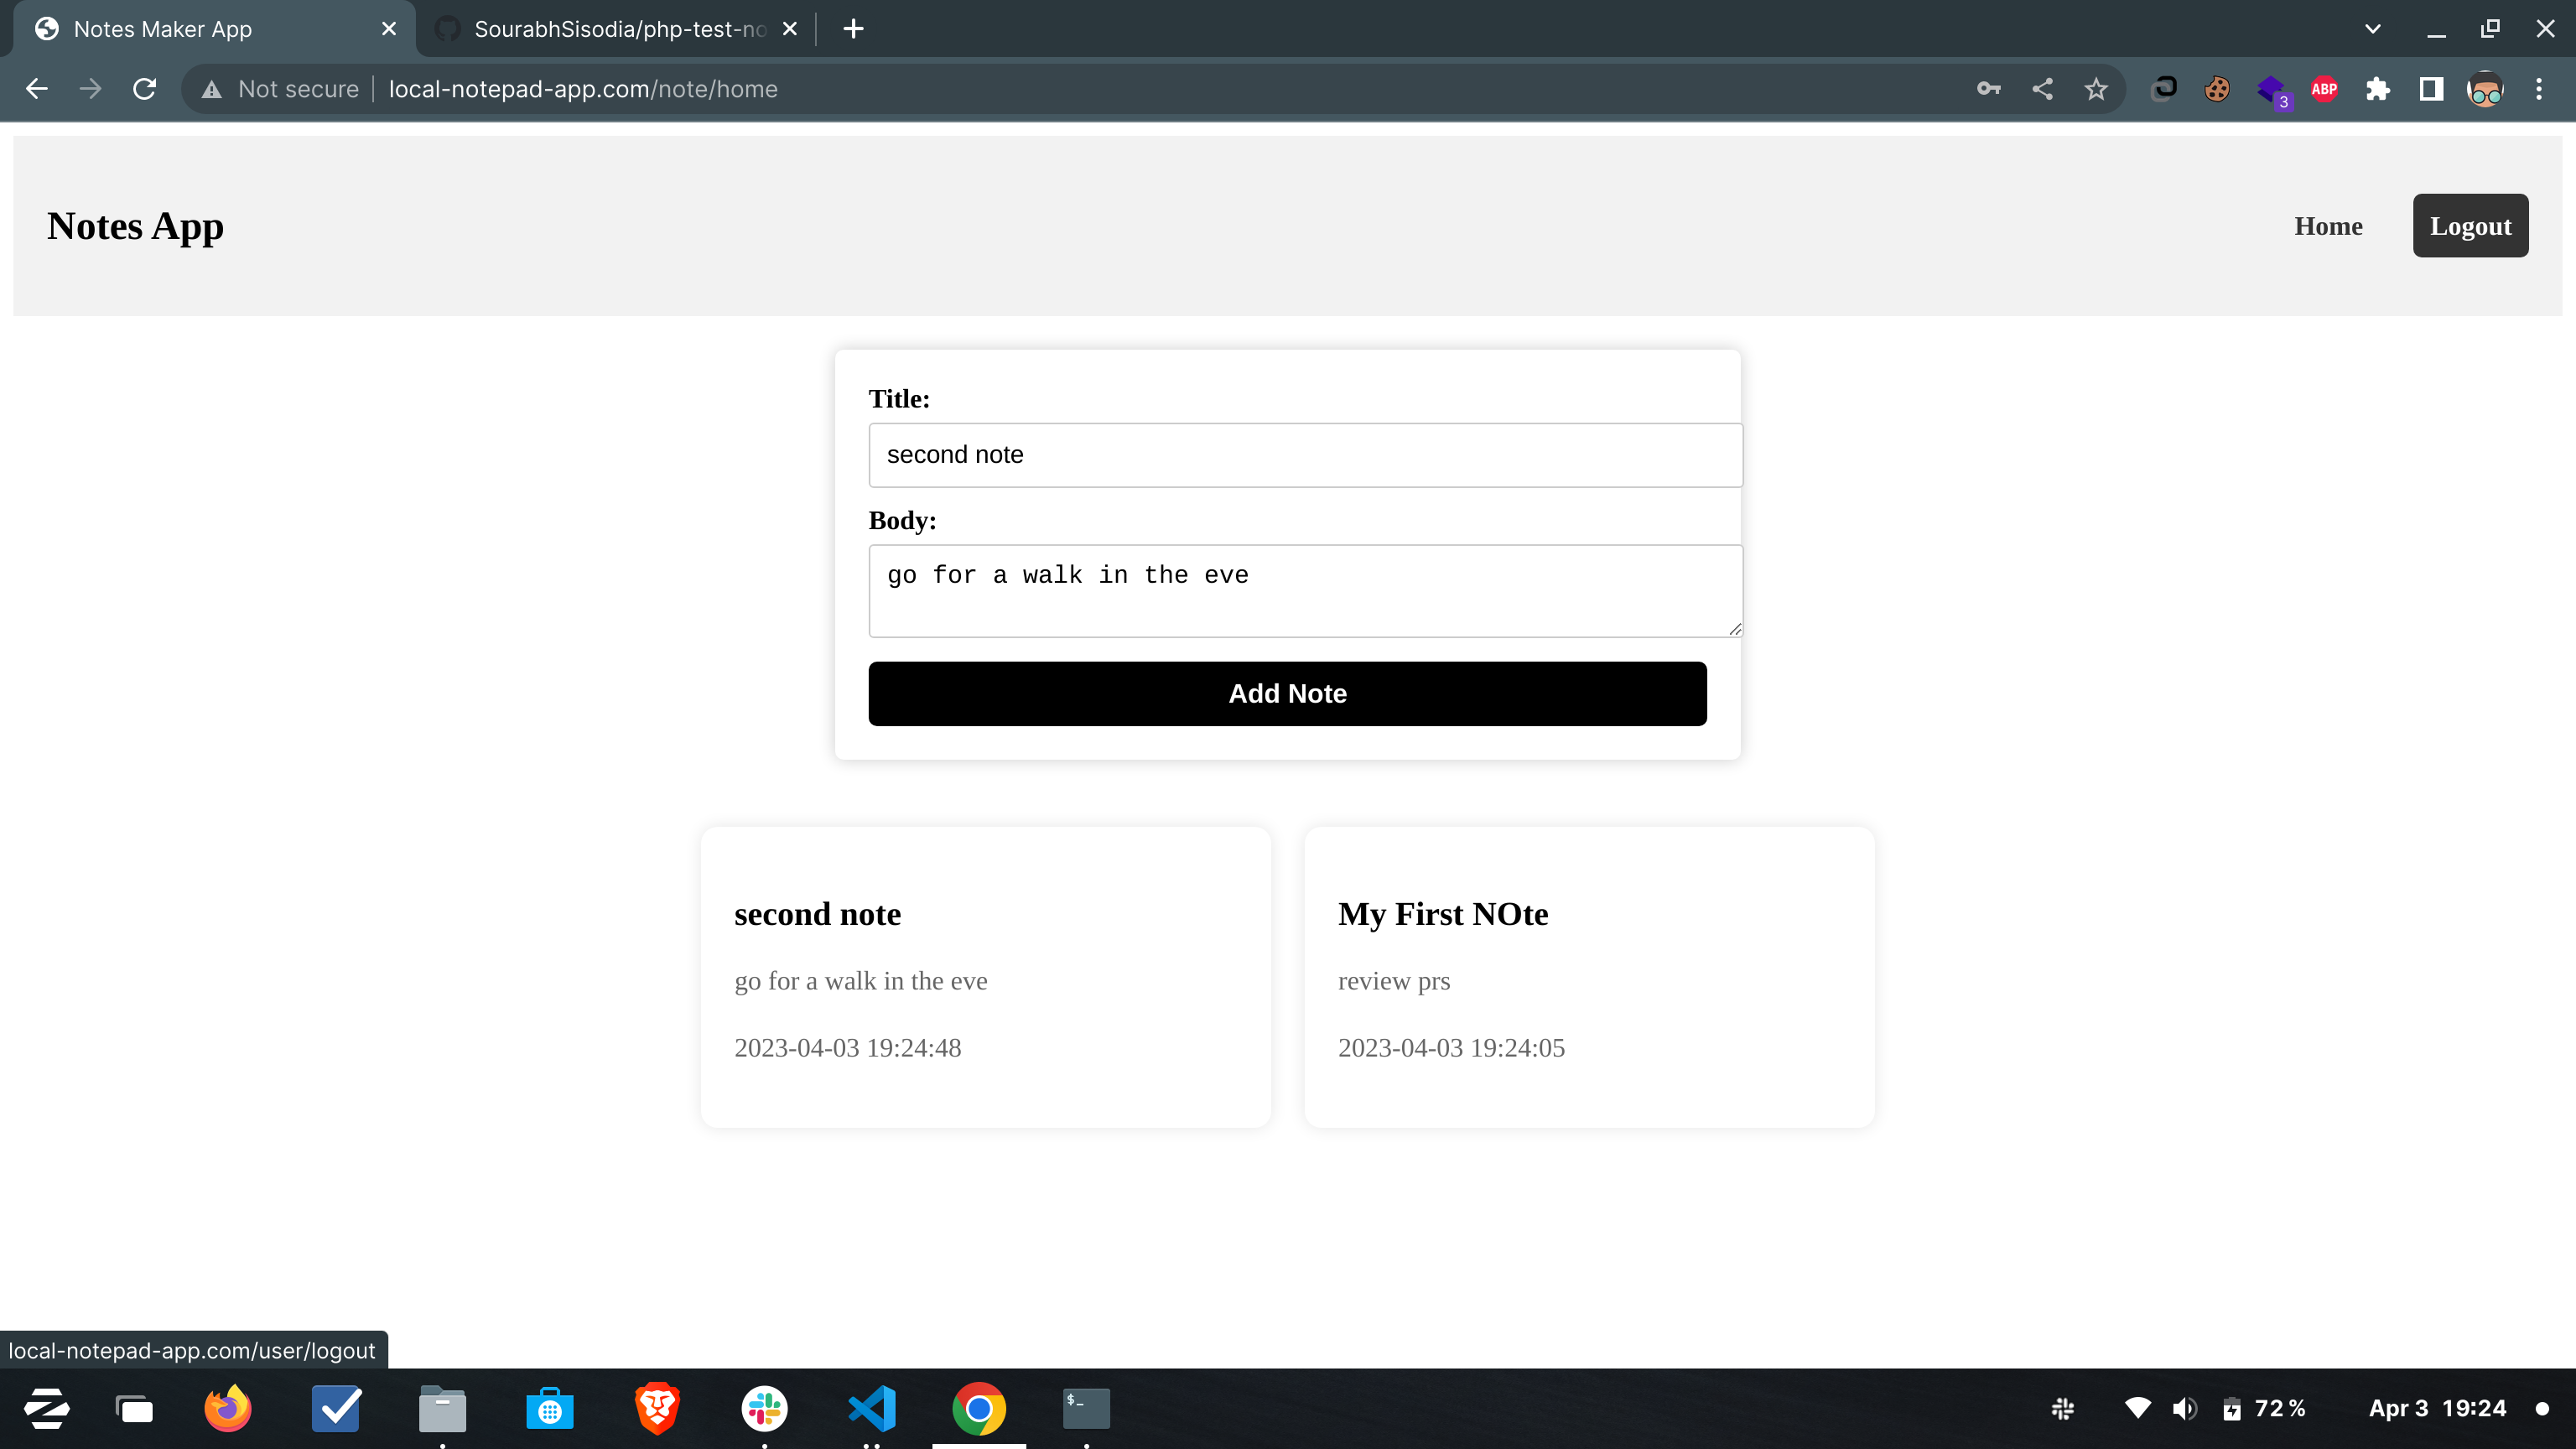 Notes Maker App
SourabhSisodia/php-test-no
Not secure
local-notepad-app.com/note/home
3
ABP
Notes App
Home
Logout
Title:
second note
Body:
go for a walk in the eve
Add Note
second note
go for a walk in the eve
2023-04-03 19:24:48
My First NOte
review prs
2023-04-03 19:24:05
local-notepad-app.com/user/logout
$_
72 %
Apr 3 19:24